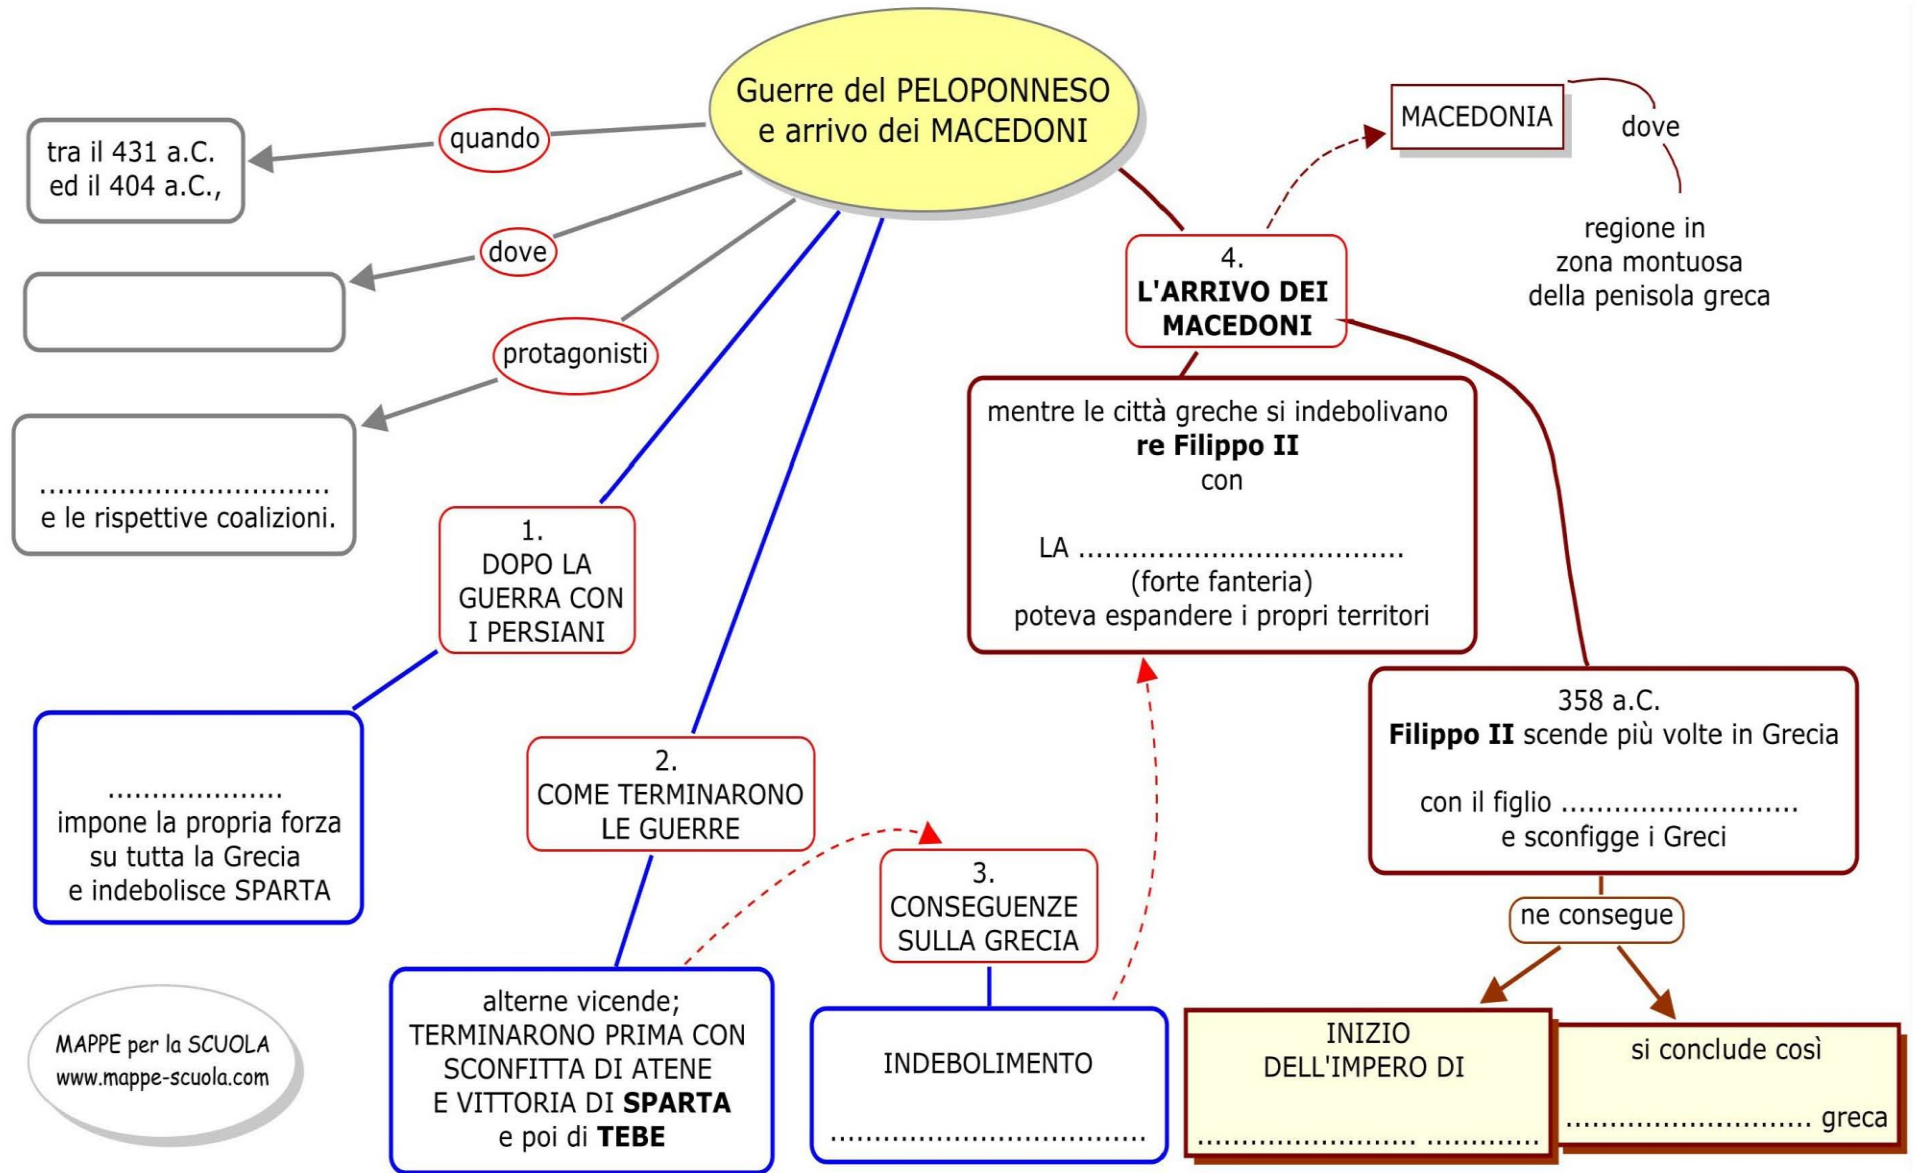 Guerre del PELOPONNESO
e arrivo dei MACEDONI
quando
tra il 431 a.C.
ed il 404 a.C.,
dove
protagonisti
.................................
e le rispettive coalizioni.
1.
DOPO LA
GUERRA CON
I PERSIANI
....................
impone la propria forza
su tutta la Grecia
e indebolisce SPARTA
2.
COME TERMINARONO
LE GUERRE
alterne vicende;
TERMINARONO PRIMA CON
SCONFITTA DI ATENE
E VITTORIA DI SPARTA
e poi di TEBE
3.
CONSEGUENZE
SULLA GRECIA
INDEBOLIMENTO
....................................
4.
L'ARRIVO DEI
MACEDONI
MACEDONIA
dove
regione in
zona montuosa
della penisola greca
mentre le città greche si indebolivano
re Filippo II
con
LA .....................................
(forte fanteria)
poteva espandere i propri territori
358 a.C.
Filippo II scende più volte in Grecia
con il figlio ...........................
e sconfigge i Greci
ne consegue
INIZIO
DELL'IMPERO DI
......................... .............
si conclude così
............................ greca
MAPPE per la SCUOLA
www.mappe-scuola.com